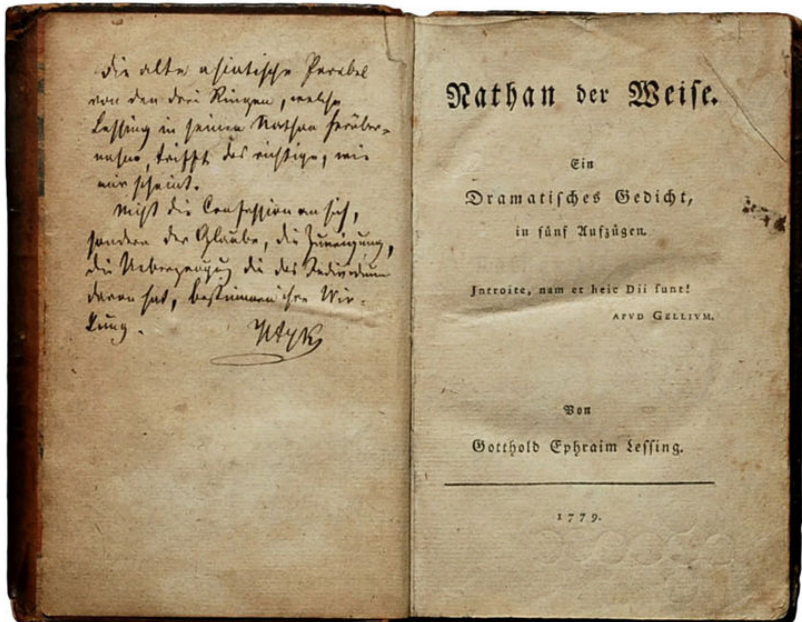 die alte asiatische Parabel
von den drei Ringen, welche
Lessing in seinen Nathan herüber-
nahm, trifft das richtige, wie
mir scheint.
Nicht die Confession an sich,
sondern der Glaube, die Zuneigung,
die Ueberzeugung die das Individuum
daran hat, bestimmen ihre Wir-
kung.
Nathan der Weiſe.
Ein
Dramatiſches Gedicht,
in fünf Aufzügen.
Introite, nam et heic Dii ſunt!
APVD GELLIVM.
Von
Gotthold Ephraim Leſſing.
1779.